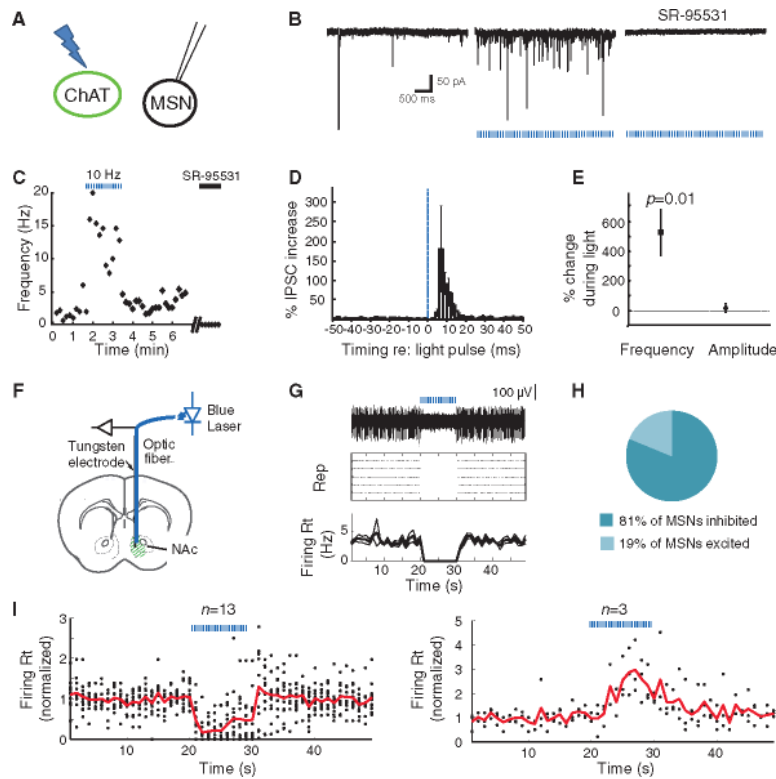 A
ChAT
MSN
B
SR-95531
50 pA
500 ms
C
10 Hz
SR-95531
Frequency (Hz)
20
15
10
5
0
0 1 2 3 4 5 6
Time (min)
D
% IPSC increase
300
250
200
150
100
50
-50-40-30-20-10 0 10 20 30 40 50
Timing re: light pulse (ms)
E
p=0.01
% change
during light
600
400
200
0
Frequency Amplitude
F
Blue
Laser
Tungsten
electrode
Optic
fiber
NAc
G
100 µV
Rep
Firing Rt
(Hz)
5
0
10 20 30 40
Time (s)
H
81% of MSNs inhibited
19% of MSNs excited
I
n=13
Firing Rt
(normalized)
3
2
1
0
10 20 30 40
Time (s)
n=3
Firing Rt
(normalized)
5
4
3
2
1
0
10 20 30 40
Time (s)